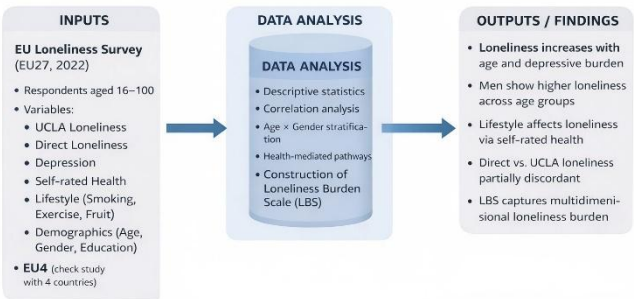 INPUTS
EU Loneliness Survey
(EU27, 2022)
• Respondents aged 16–100
• Variables:
• UCLA Loneliness
• Direct Loneliness
• Depression
• Self-rated Health
• Lifestyle (Smoking,
Exercise, Fruit)
• Demographics (Age,
Gender, Education)
• EU4 (check study
with 4 countries)
DATA ANALYSIS
DATA ANALYSIS
• Descriptive statistics
• Correlation analysis
• Age × Gender stratifica-
tion
• Health-mediated pathways
• Construction of
Loneliness Burden
Scale (LBS)
OUTPUTS / FINDINGS
• Loneliness increases with
age and depressive burden
• Men show higher loneliness
across age groups
• Lifestyle affects loneliness
via self-rated health
• Direct vs. UCLA loneliness
partially discordant
• LBS captures multidimeni-
sional loneliness burden